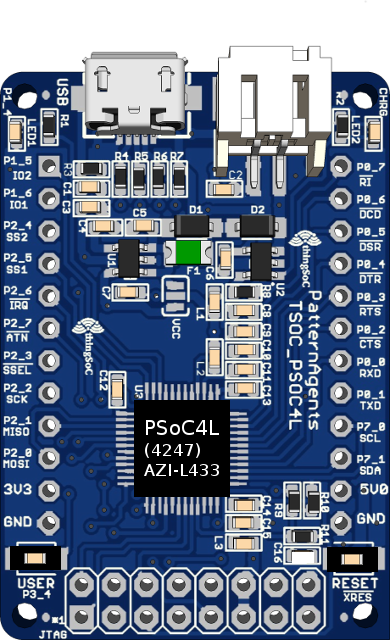 P1_4
USB
R1
LED1
R2
LED2
CHRG
P1_5
IO2
P1_6
IO1
P2_4
SS2
P2_5
SS1
P2_6
IRQ
P2_7
ATN
P2_3
SSEL
P2_2
SCK
P2_1
MISO
P2_0
MOSI
3V3
GND
R3
R4 R5 R6 R7
C1
C3
C2
C4
C5
D1
D2
U1
F1
C7
VCC
L1
L2
R8
U2
C8
C9
C10
C11
C13
C12
ThingSoC
ThingSoC
PatternAgents
TSOC_PSOC4L
PSoC4L
(4247)
AZI-L433
C14
C15
L3
R9
R10
R11
C16
P0_7
RI
P0_6
DCD
P0_5
DSR
P0_4
DTR
P0_3
RTS
P0_2
CTS
P0_0
RXD
P0_1
TXD
P7_0
SCL
P7_1
SDA
5V0
GND
USER
P3_4
JTAG
RESET
XRES